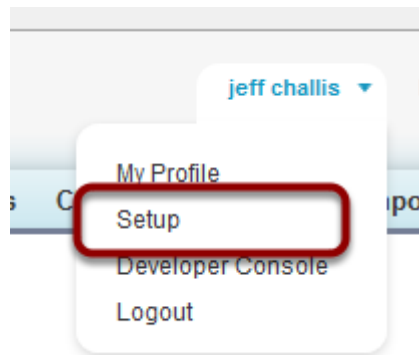 jeff challis
My Profile
Setup
Developer Console
Logout